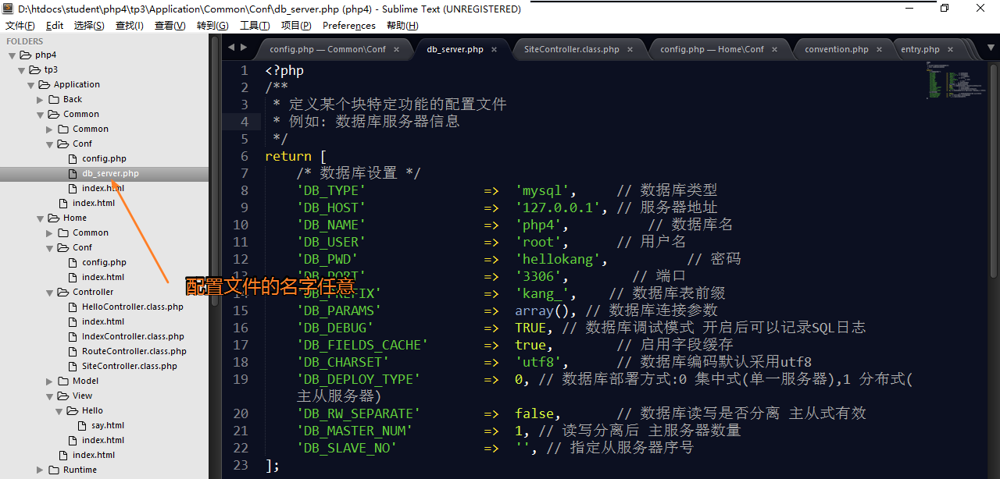 D:\htdocs\student\php4\tp3\Application\Common\Conf\db_server.php (php4) - Sublime Text (UNREGISTERED)
文件(F) Edit 选择(S) 查找(I) 查看(V) 转到(G) 工具(T) 项目(P) Preferences 帮助(H)
FOLDERS
php4
tp3
Application
Back
Common
Common
Conf
config.php
db_server.php
index.html
index.html
Home
Common
Conf
config.php
index.html
Controller
HelloController.class.php
index.html
IndexController.class.php
RouteController.class.php
SiteController.class.php
Model
View
Hello
say.html
index.html
index.html
Runtime
config.php — Common\Conf × db_server.php × SiteController.class.php × config.php — Home\Conf × convention.php × entry.php ×
1 <?php
2 /**
3 * 定义某个块特定功能的配置文件
4 * 例如: 数据库服务器信息
5 */
6 return [
7 /* 数据库设置 */
8 'DB_TYPE' => 'mysql', // 数据库类型
9 'DB_HOST' => '127.0.0.1', // 服务器地址
10 'DB_NAME' => 'php4', // 数据库名
11 'DB_USER' => 'root', // 用户名
12 'DB_PWD' => 'hellokang', // 密码
13 'DB_PORT' => '3306', // 端口
配置文件的名字任意
14 'DB_PREFIX' => 'kang_', // 数据库表前缀
15 'DB_PARAMS' => array(), // 数据库连接参数
16 'DB_DEBUG' => TRUE, // 数据库调试模式 开启后可以记录SQL日志
17 'DB_FIELDS_CACHE' => true, // 启用字段缓存
18 'DB_CHARSET' => 'utf8', // 数据库编码默认采用utf8
19 'DB_DEPLOY_TYPE' => 0, // 数据库部署方式:0 集中式(单一服务器),1 分布式(
主从服务器)
20 'DB_RW_SEPARATE' => false, // 数据库读写是否分离 主从式有效
21 'DB_MASTER_NUM' => 1, // 读写分离后 主服务器数量
22 'DB_SLAVE_NO' => '', // 指定从服务器序号
23 ];